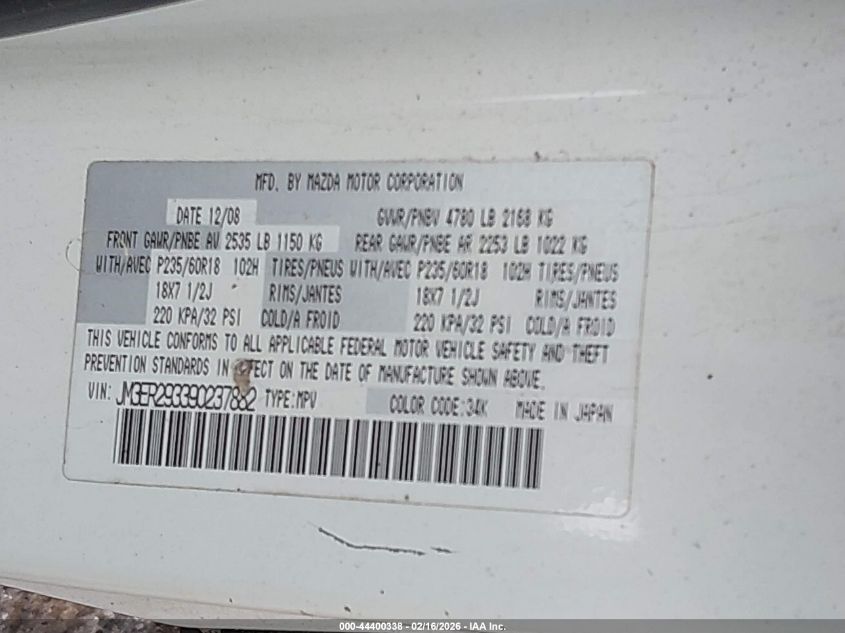 MFD. BY MAZDA MOTOR CORPORATION
DATE 12/08 GVWR/PNBV 4780 LB 2168 KG
FRONT GAWR/PNBE AV 2535 LB 1150 KG REAR GAWR/PNBE AR 2253 LB 1022 KG
WITH/AVEC P235/60R18 102H TIRES/PNEUS WITH/AVEC P235/60R18 102H TIRES/PNEUS
18X7 1/2J RIMS/JANTES 18X7 1/2J RIMS/JANTES
220 KPA/32 PSI COLD/A FROID 220 KPA/32 PSI COLD/A FROID
THIS VEHICLE CONFORMS TO ALL APPLICABLE FEDERAL MOTOR VEHICLE SAFETY AND THEFT
PREVENTION STANDARDS IN EFFECT ON THE DATE OF MANUFACTURE SHOWN ABOVE.
VIN: JM3ER293390237882 TYPE:MPV COLOR CODE:34K MADE IN JAPAN
000-44400338 - 02/16/2026 - IAA Inc.